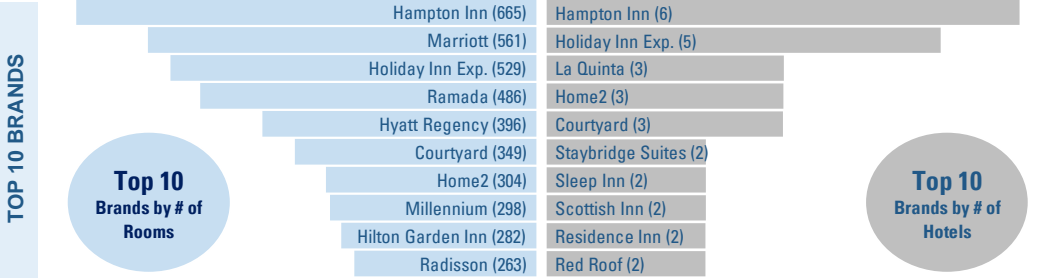 TOP 10 BRANDS
Hampton Inn (665)
Marriott (561)
Holiday Inn Exp. (529)
Ramada (486)
Hyatt Regency (396)
Courtyard (349)
Home2 (304)
Millennium (298)
Hilton Garden Inn (282)
Radisson (263)
Top 10
Brands by # of
Rooms
Hampton Inn (6)
Holiday Inn Exp. (5)
La Quinta (3)
Home2 (3)
Courtyard (3)
Staybridge Suites (2)
Sleep Inn (2)
Scottish Inn (2)
Residence Inn (2)
Red Roof (2)
Top 10
Brands by # of
Hotels